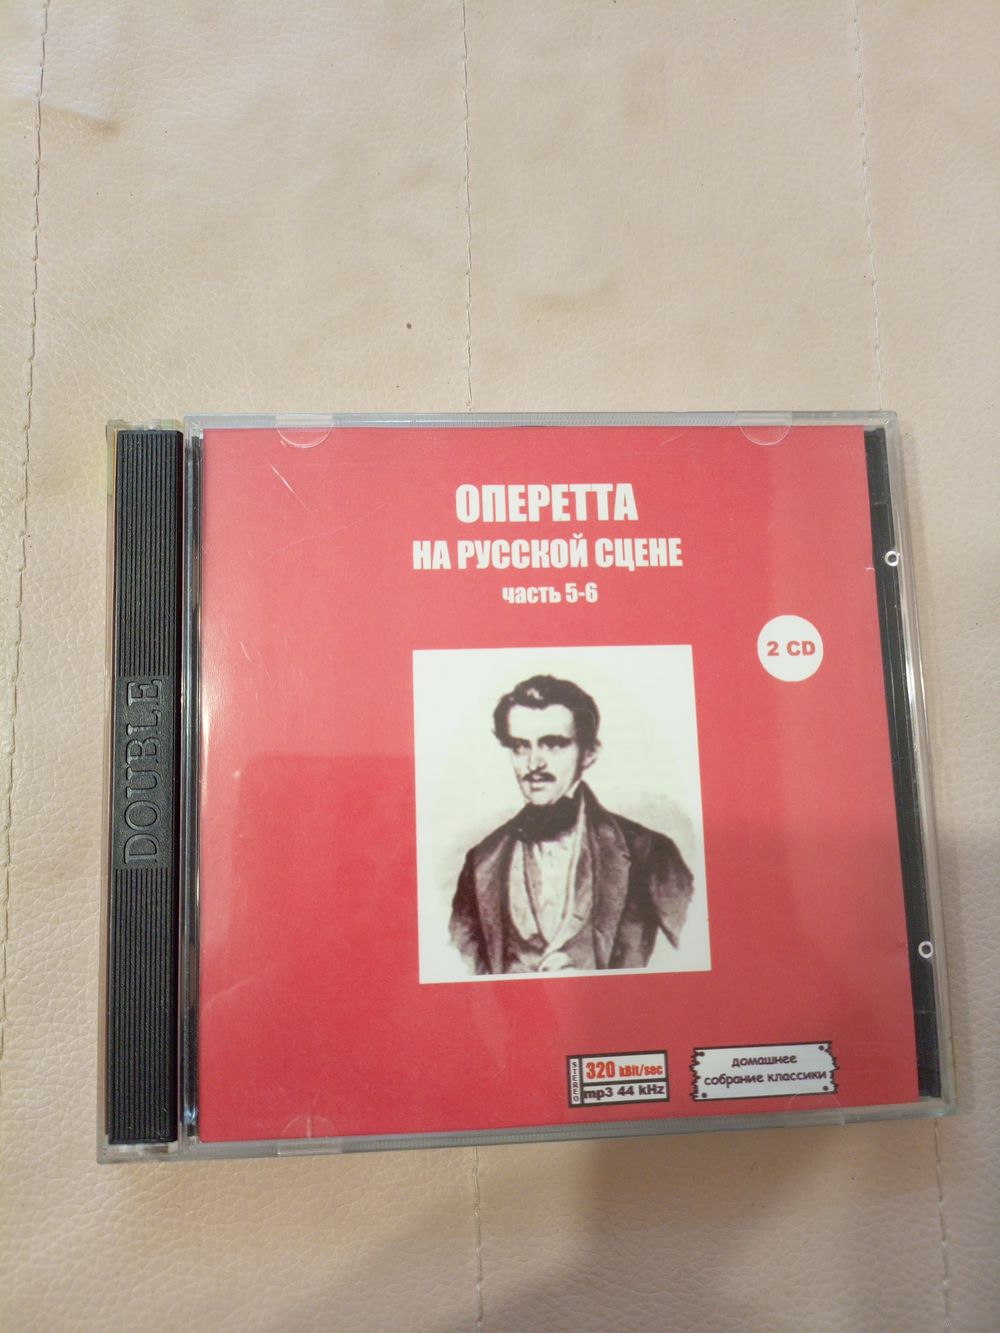 ОПЕРЕТТА
НА РУССКОЙ СЦЕНЕ
часть 5-6
2 CD
DOUBLE
STEREO
320 kBit/sec
mp3 44 kHz
домашнее
собрание классики